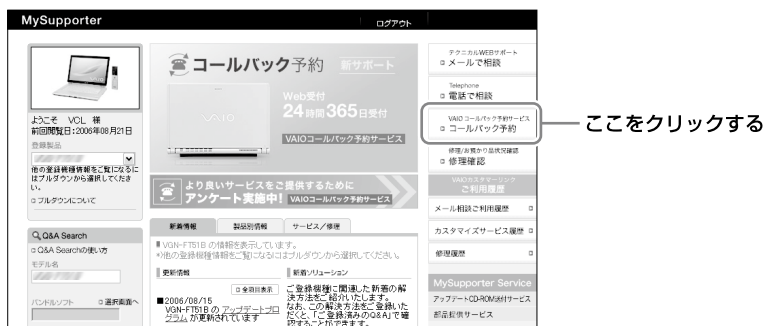 MySupporter
ログアウト
ようこそ VCL 様
前回閲覧日:2006年08月21日
登録製品
他の登録機種情報をご覧になるに
はプルダウンから選択してくださ
い。
プルダウンについて
Q&A Search
Q&A Searchの使い方
モデル名
バンドルソフト
選択画面へ
コールバック予約 新サポート
VAIO
Web受付
24時間365日受付
VAIOコールバック予約サービス
より良いサービスをご提供するために
アンケート実施中! VAIOコールバック予約サービス
新着情報
製品別情報
サービス/修理
VGN-FT51B の情報を表示しています。
*)他の登録機種情報をご覧になるにはプルダウンから選択してください。
更新情報
全項目表示
■2006/08/15
VGN-FT51B の アップデートプロ
グラム が更新されています
新着ソリューション
ご登録機種に関連した新着の解
決方法をご紹介いたします。
なお、この解決方法をご登録いた
だくと、「ご登録済みのQ&A」で確
認することができます。
テクニカルWEBサポート
メールで相談
Telephone
電話で相談
VAIOコールバック予約サービス
コールバック予約
修理/お預かり品状況確認
修理確認
VAIOカスタマーリンク
ご利用履歴
メール相談ご利用履歴
カスタマイズサービス履歴
修理履歴
MySupporter Service
アップデートCD-ROM送付サービス
部品提供サービス
ここをクリックする